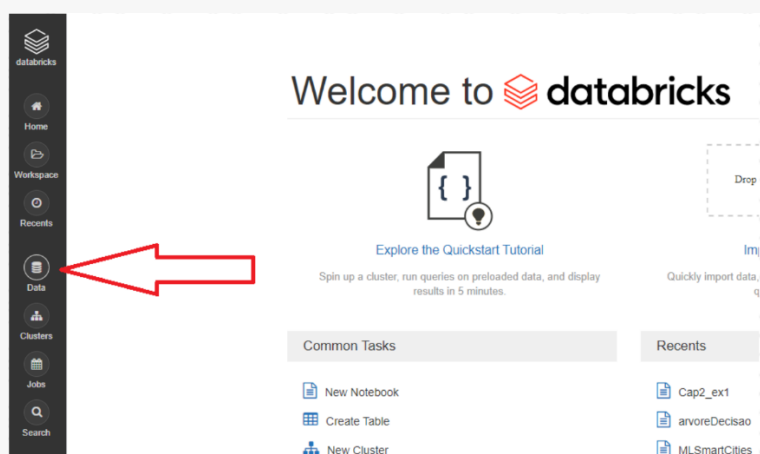 databricks
Home
Workspace
Recents
Data
Clusters
Jobs
Search
Welcome to databricks
{ }
Explore the Quickstart Tutorial
Spin up a cluster, run queries on preloaded data, and display
results in 5 minutes.
Drop
Quickly import data,
Common Tasks
New Notebook
Create Table
New Cluster
Recents
Cap2_ex1
arvoreDecisao
MLSmartCities